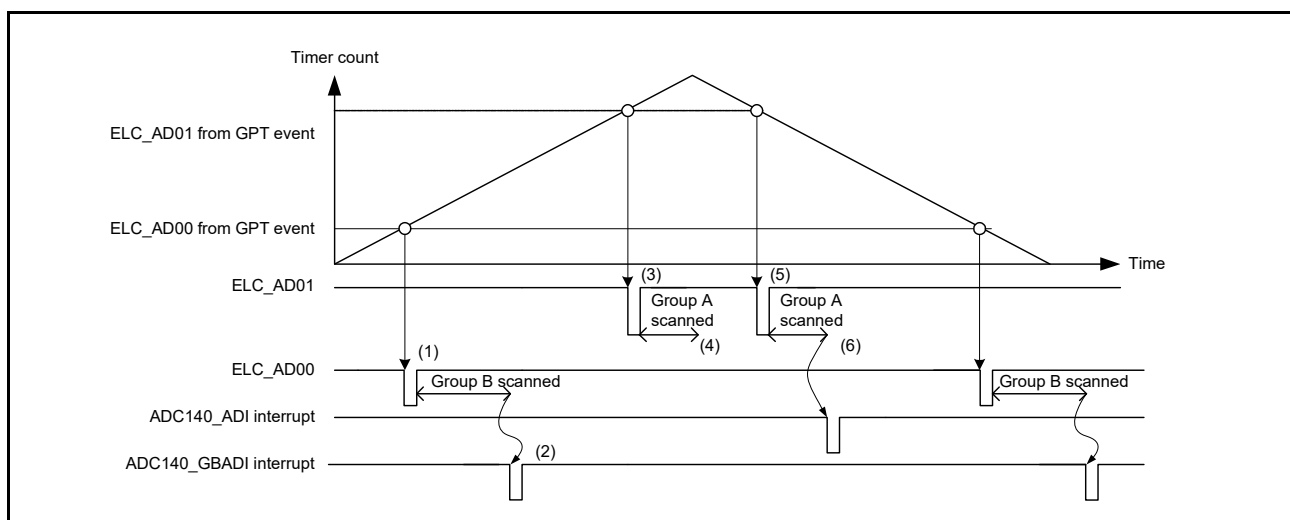 Timer count
ELC_AD01 from GPT event
ELC_AD00 from GPT event
Time
ELC_AD01
(3)
(5)
Group A
scanned
Group A
scanned
(4)
(6)
ELC_AD00
(1)
Group B scanned
Group B scanned
ADC140_ADI interrupt
ADC140_GBADI interrupt
(2)